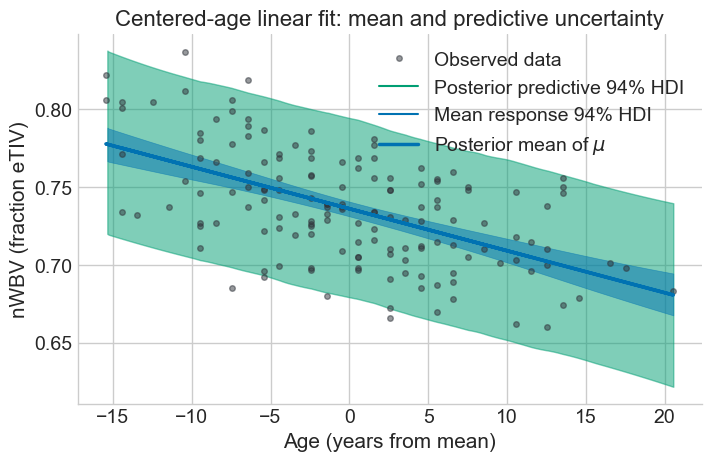 Centered-age linear fit: mean and predictive uncertainty
Observed data
Posterior predictive 94% HDI
Mean response 94% HDI
Posterior mean of μ
nWBV (fraction eTIV)
0.80
0.75
0.70
0.65
−15 −10 −5 0 5 10 15 20
Age (years from mean)